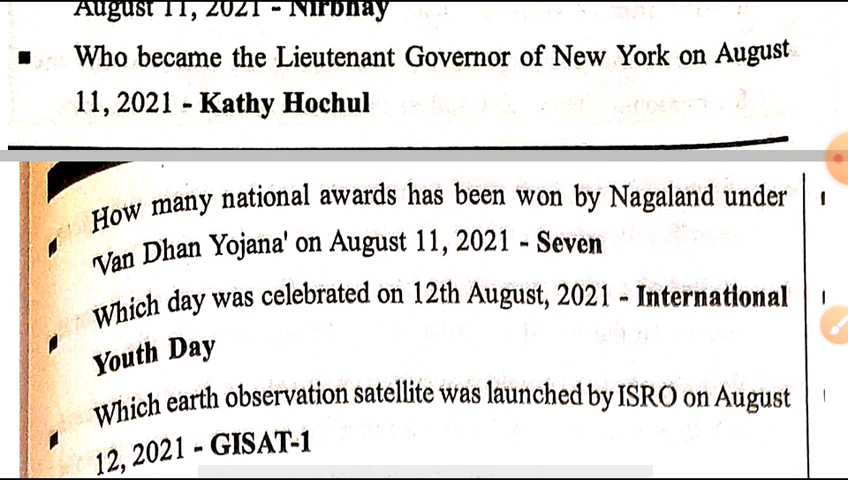 August 11, 2021 - Nirbhay
▪ Who became the Lieutenant Governor of New York on August
11, 2021 - Kathy Hochul
▪ How many national awards has been won by Nagaland under
'Van Dhan Yojana' on August 11, 2021 - Seven
▪ Which day was celebrated on 12th August, 2021 - International
Youth Day
▪ Which earth observation satellite was launched by ISRO on August
12, 2021 - GISAT-1